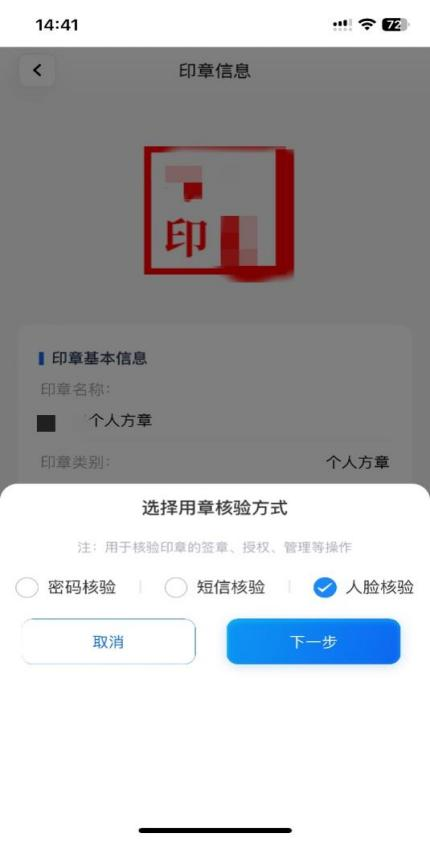 14:41
72
印章信息
印
印章基本信息
印章名称:
个人方章
印章类别:
个人方章
选择用章核验方式
注：用于核验印章的签章、授权、管理等操作
密码核验
短信核验
人脸核验
取消
下一步